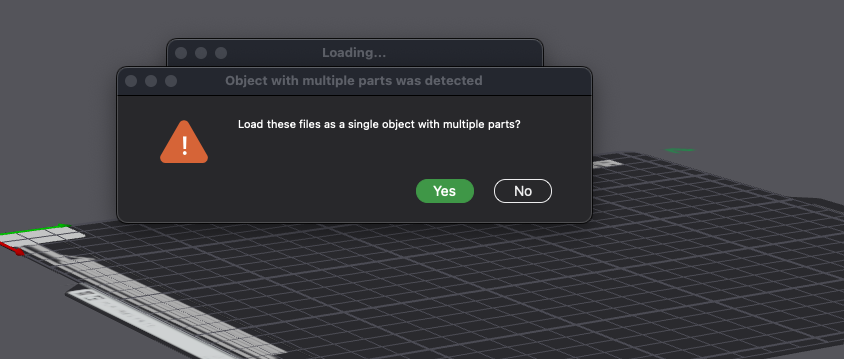 Loading...
Object with multiple parts was detected
Load these files as a single object with multiple parts?
Yes
No